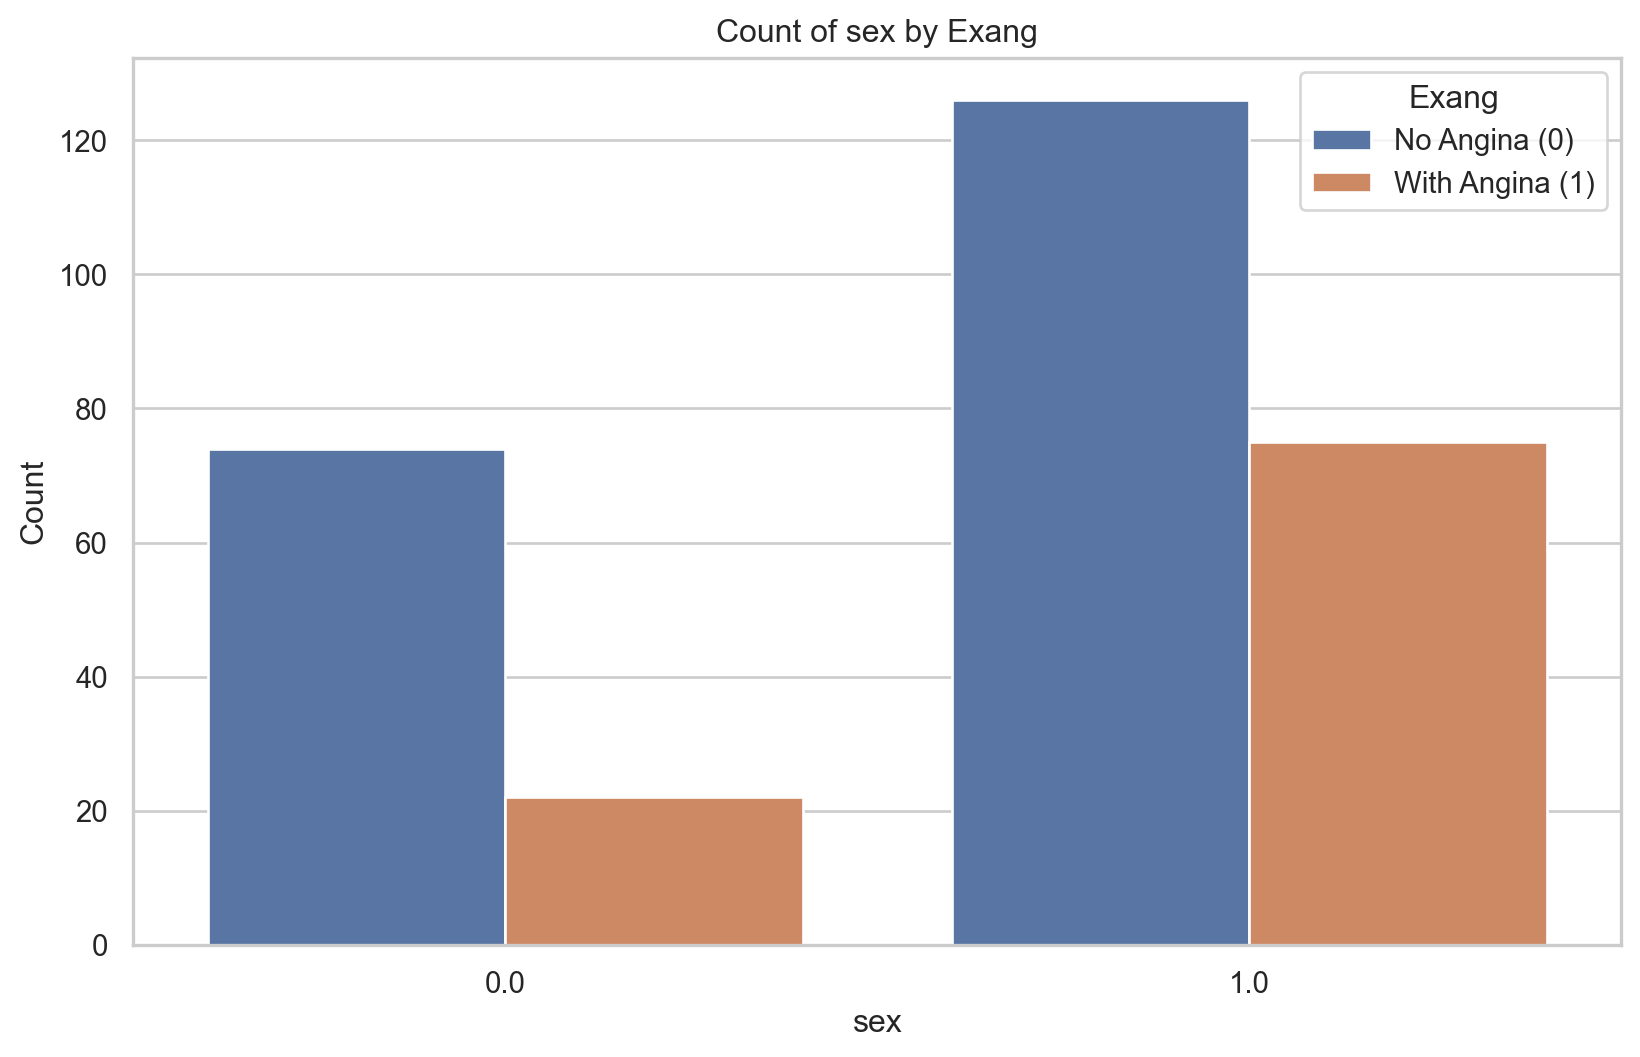 Count of sex by Exang
Exang
No Angina (0)
With Angina (1)
120
100
80
60
40
20
0
Count
0.0
1.0
sex